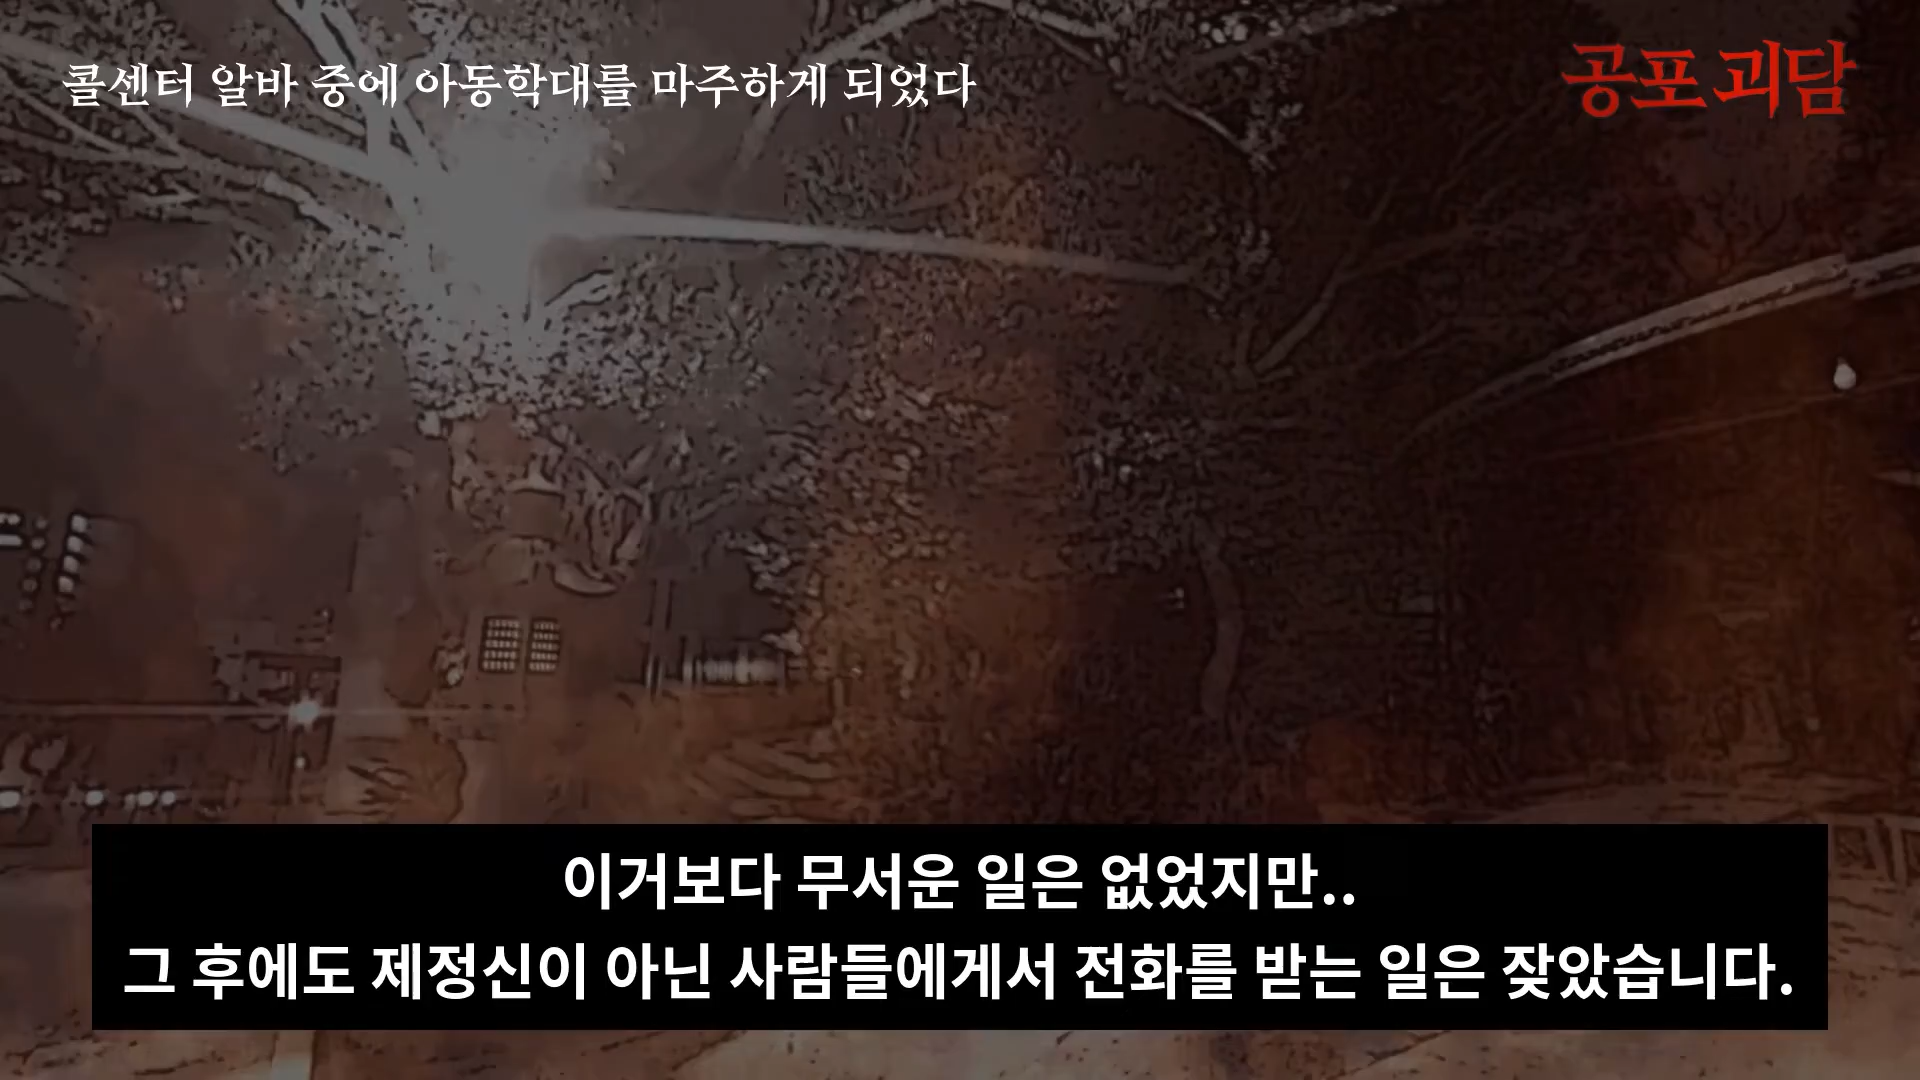 콜센터 알바 중에 아동학대를 마주하게 되었다
공포 괴담
이거보다 무서운 일은 없었지만..
그 후에도 제정신이 아닌 사람들에게서 전화를 받는 일은 잦았습니다.